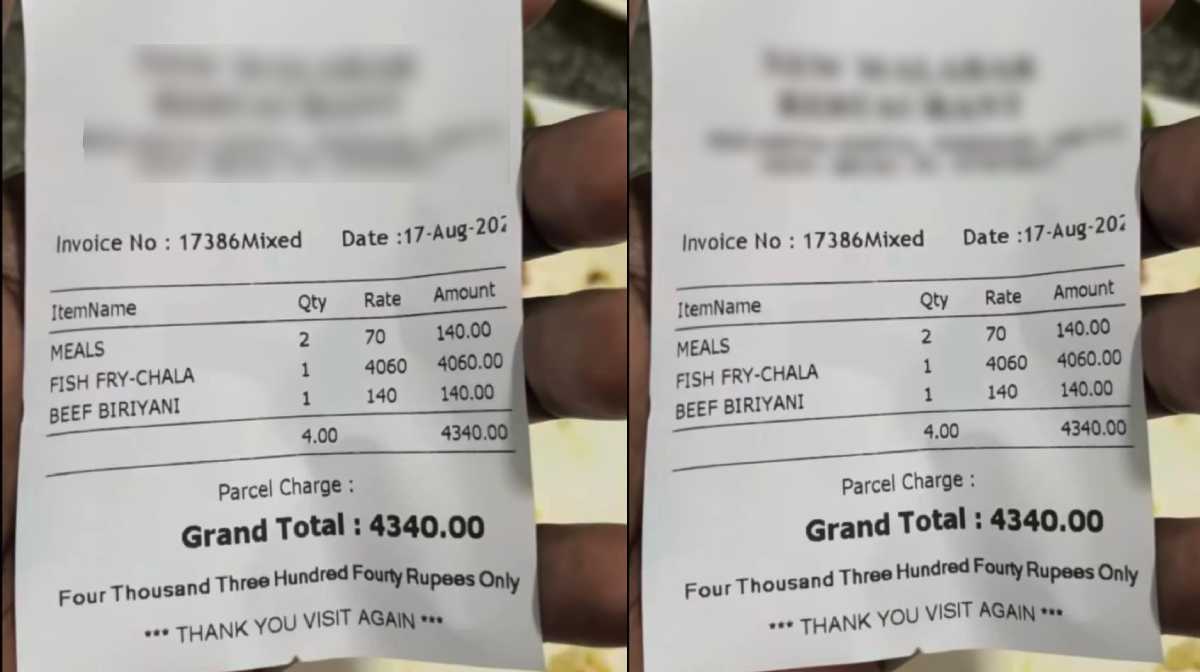 Invoice No : 17386Mixed Date :17-Aug-202
ItemName Qty Rate Amount
MEALS 2 70 140.00
FISH FRY-CHALA 1 4060 4060.00
BEEF BIRIYANI 1 140 140.00
4.00 4340.00
Parcel Charge :
Grand Total : 4340.00
Four Thousand Three Hundred Fourty Rupees Only
*** THANK YOU VISIT AGAIN ***
Invoice No : 17386Mixed Date :17-Aug-202
ItemName Qty Rate Amount
MEALS 2 70 140.00
FISH FRY-CHALA 1 4060 4060.00
BEEF BIRIYANI 1 140 140.00
4.00 4340.00
Parcel Charge :
Grand Total : 4340.00
Four Thousand Three Hundred Fourty Rupees Only
*** THANK YOU VISIT AGAIN ***